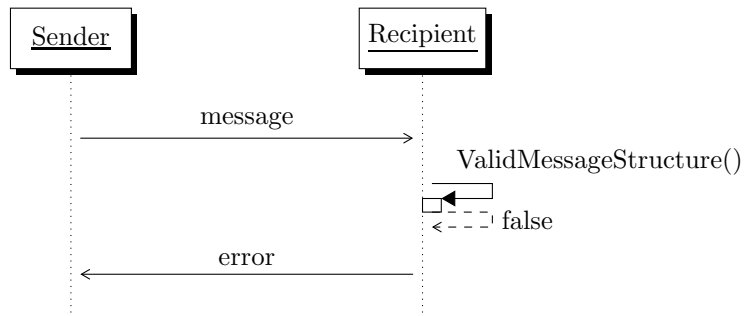 Sender
Recipient
message
ValidMessageStructure()
false
error